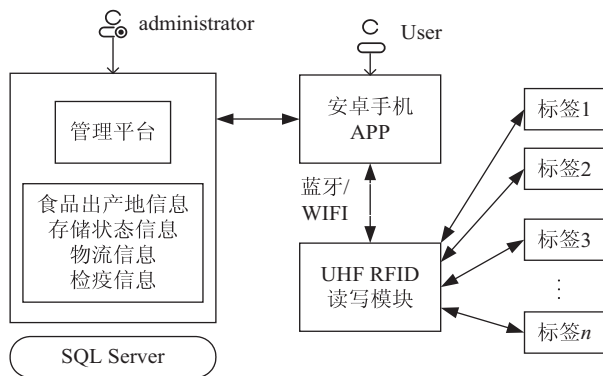 administrator
User
管理平台
食品出产地信息
存储状态信息
物流信息
检疫信息
SQL Server
安卓手机
APP
蓝牙/
WIFI
UHF RFID
读写模块
标签1
标签2
标签3
⋮
标签n